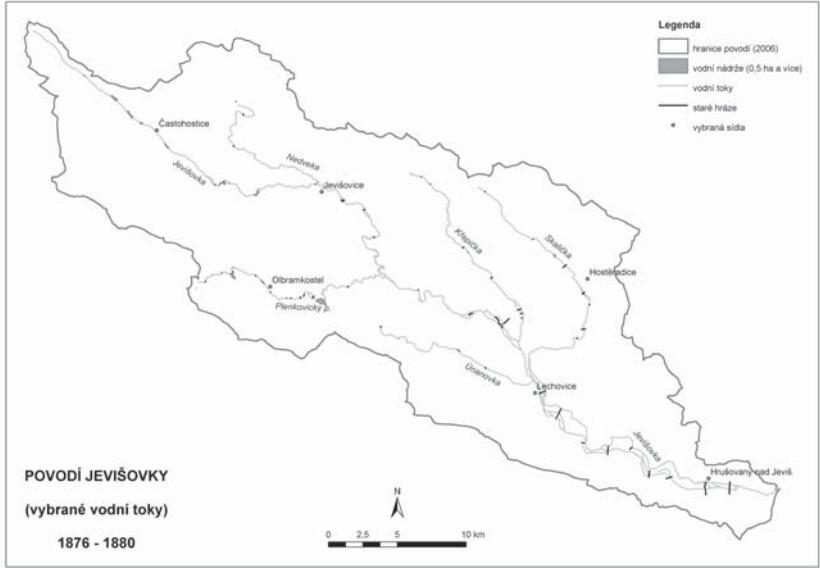 Legenda
hranice povodí (2006)
vodní nádrže (0,5 ha a více)
vodní toky
staré hráze
vybraná sídla
Častohostice
Jevišovka
Nedveka
Jevišovice
Křepička
Skalička
Hostěradice
Olbramkostel
Plenkovický p.
Únanovka
Lechovice
Jevišovka
Hrušovany nad Jeviš.
POVODÍ JEVIŠOVKY
(vybrané vodní toky)
1876 - 1880
N
0 2,5 5 10 km